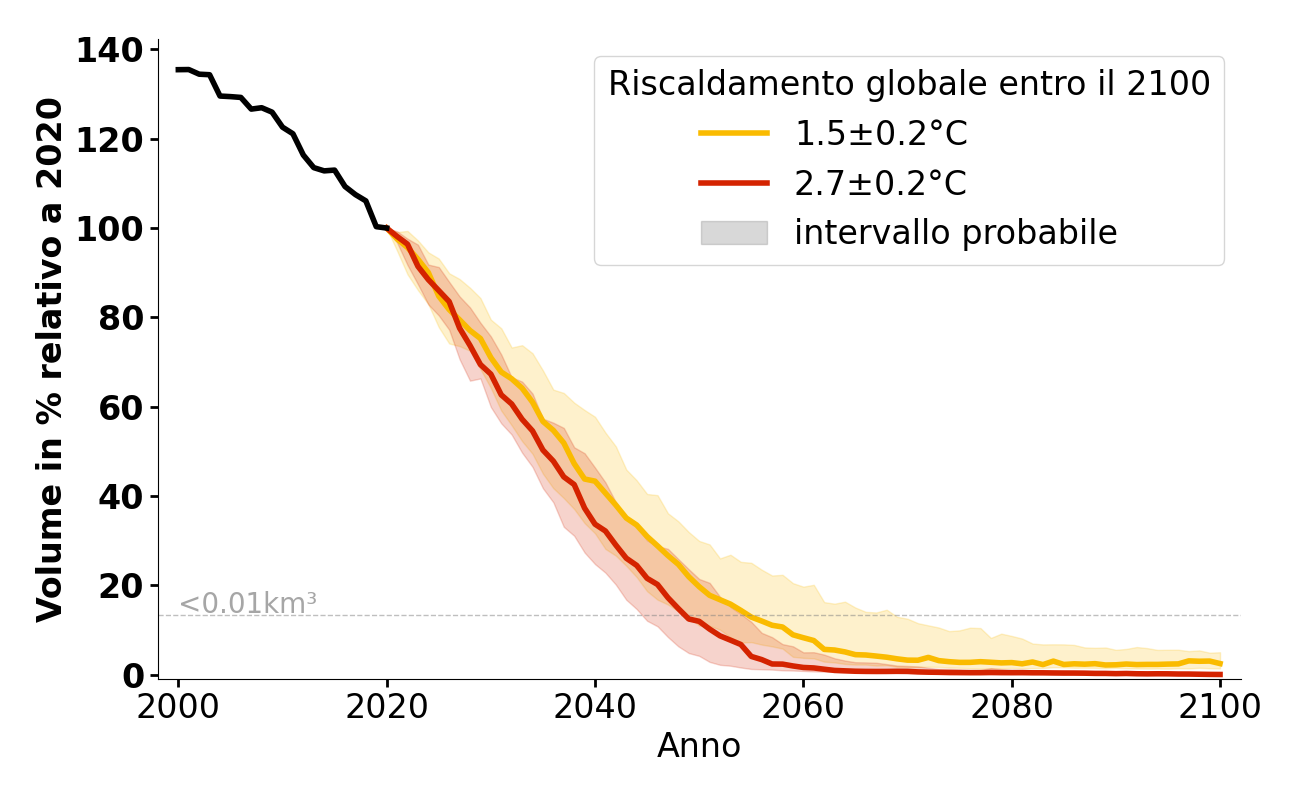 Volume in % relativo a 2020
140
120
100
80
60
40
20
0
Riscaldamento globale entro il 2100
1.5±0.2°C
2.7±0.2°C
intervallo probabile
<0.01km³
2000 2020 2040 2060 2080 2100
Anno